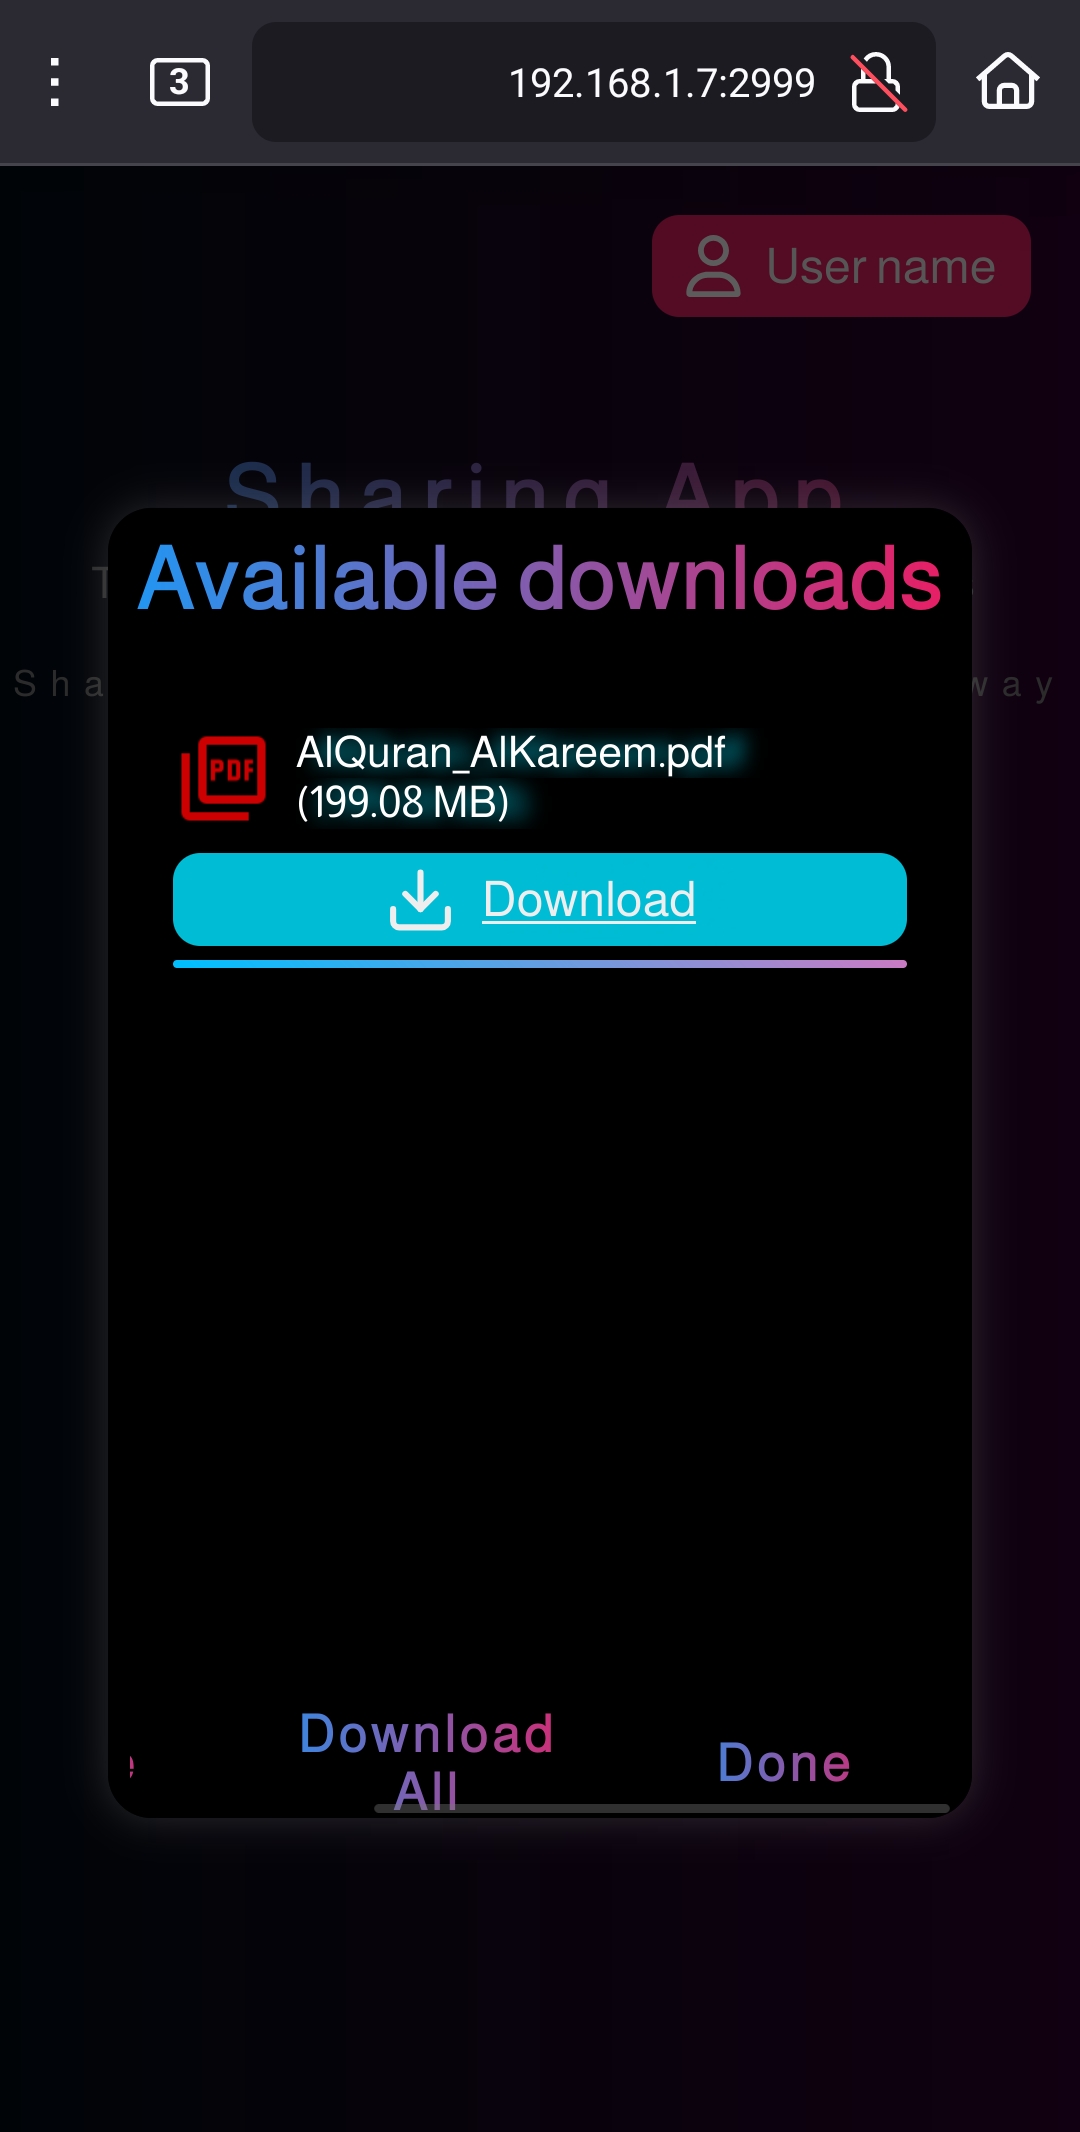 3
192.168.1.7:2999
User name
Sharing App
Available downloads
PDF
AlQuran_AlKareem.pdf
(199.08 MB)
Download
Download
All
Done